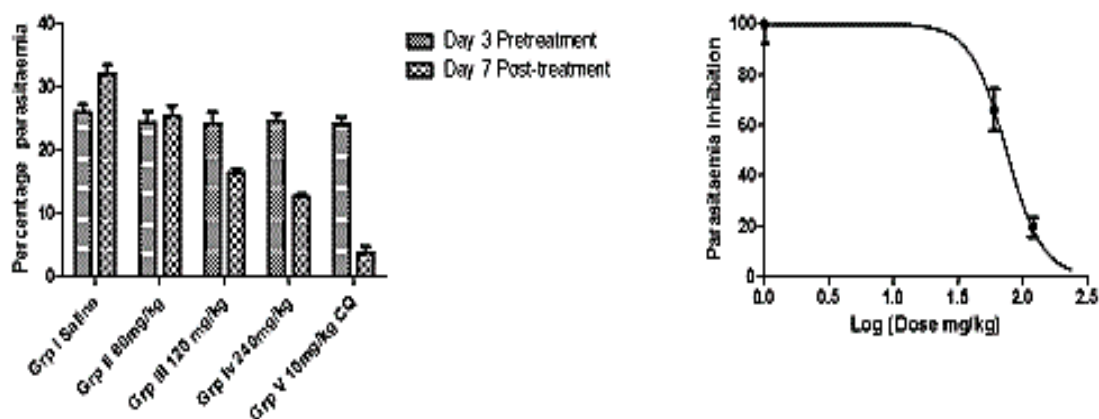 Percentage parasitaemia
40
30
20
10
0
Grp I Saline
Grp II 60mg/kg
Grp III 120 mg/kg
Grp Iv 240mg/kg
Grp V 10mg/kg CQ
Day 3 Pretreatment
Day 7 Post-treatment
Parasitaemia Inhibition
100
80
60
40
20
0
0.0 0.5 1.0 1.5 2.0 2.5
Log (Dose mg/kg)